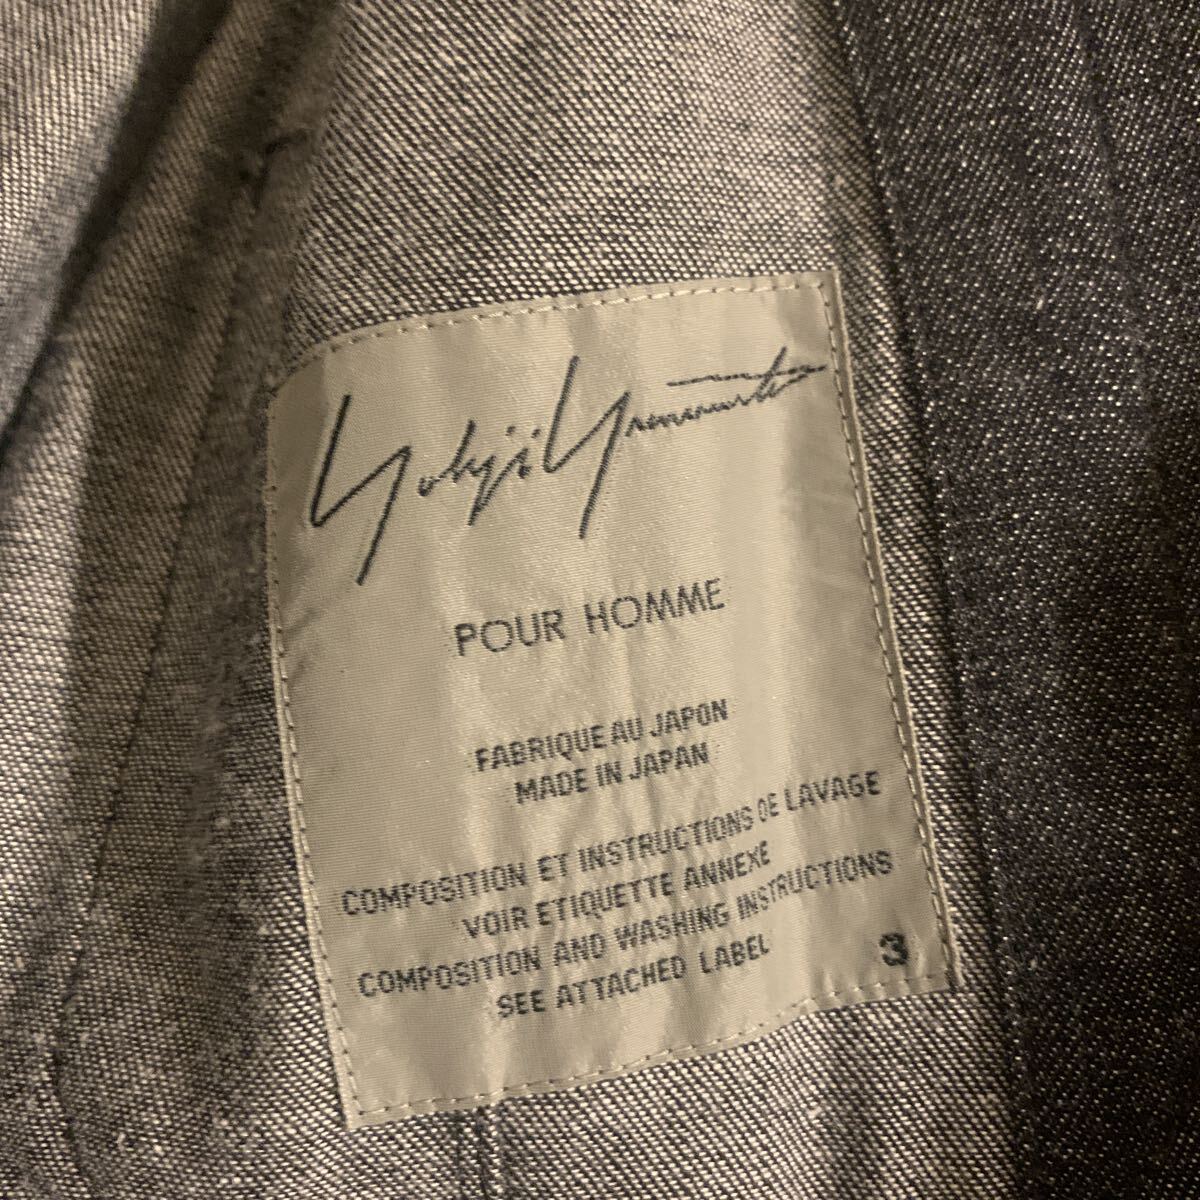 Yohji Yamamoto
POUR HOMME
FABRIQUE AU JAPON
MADE IN JAPAN
COMPOSITION ET INSTRUCTIONS DE LAVAGE
VOIR ETIQUETTE ANNEXE
COMPOSITION AND WASHING INSTRUCTIONS
SEE ATTACHED LABEL
3